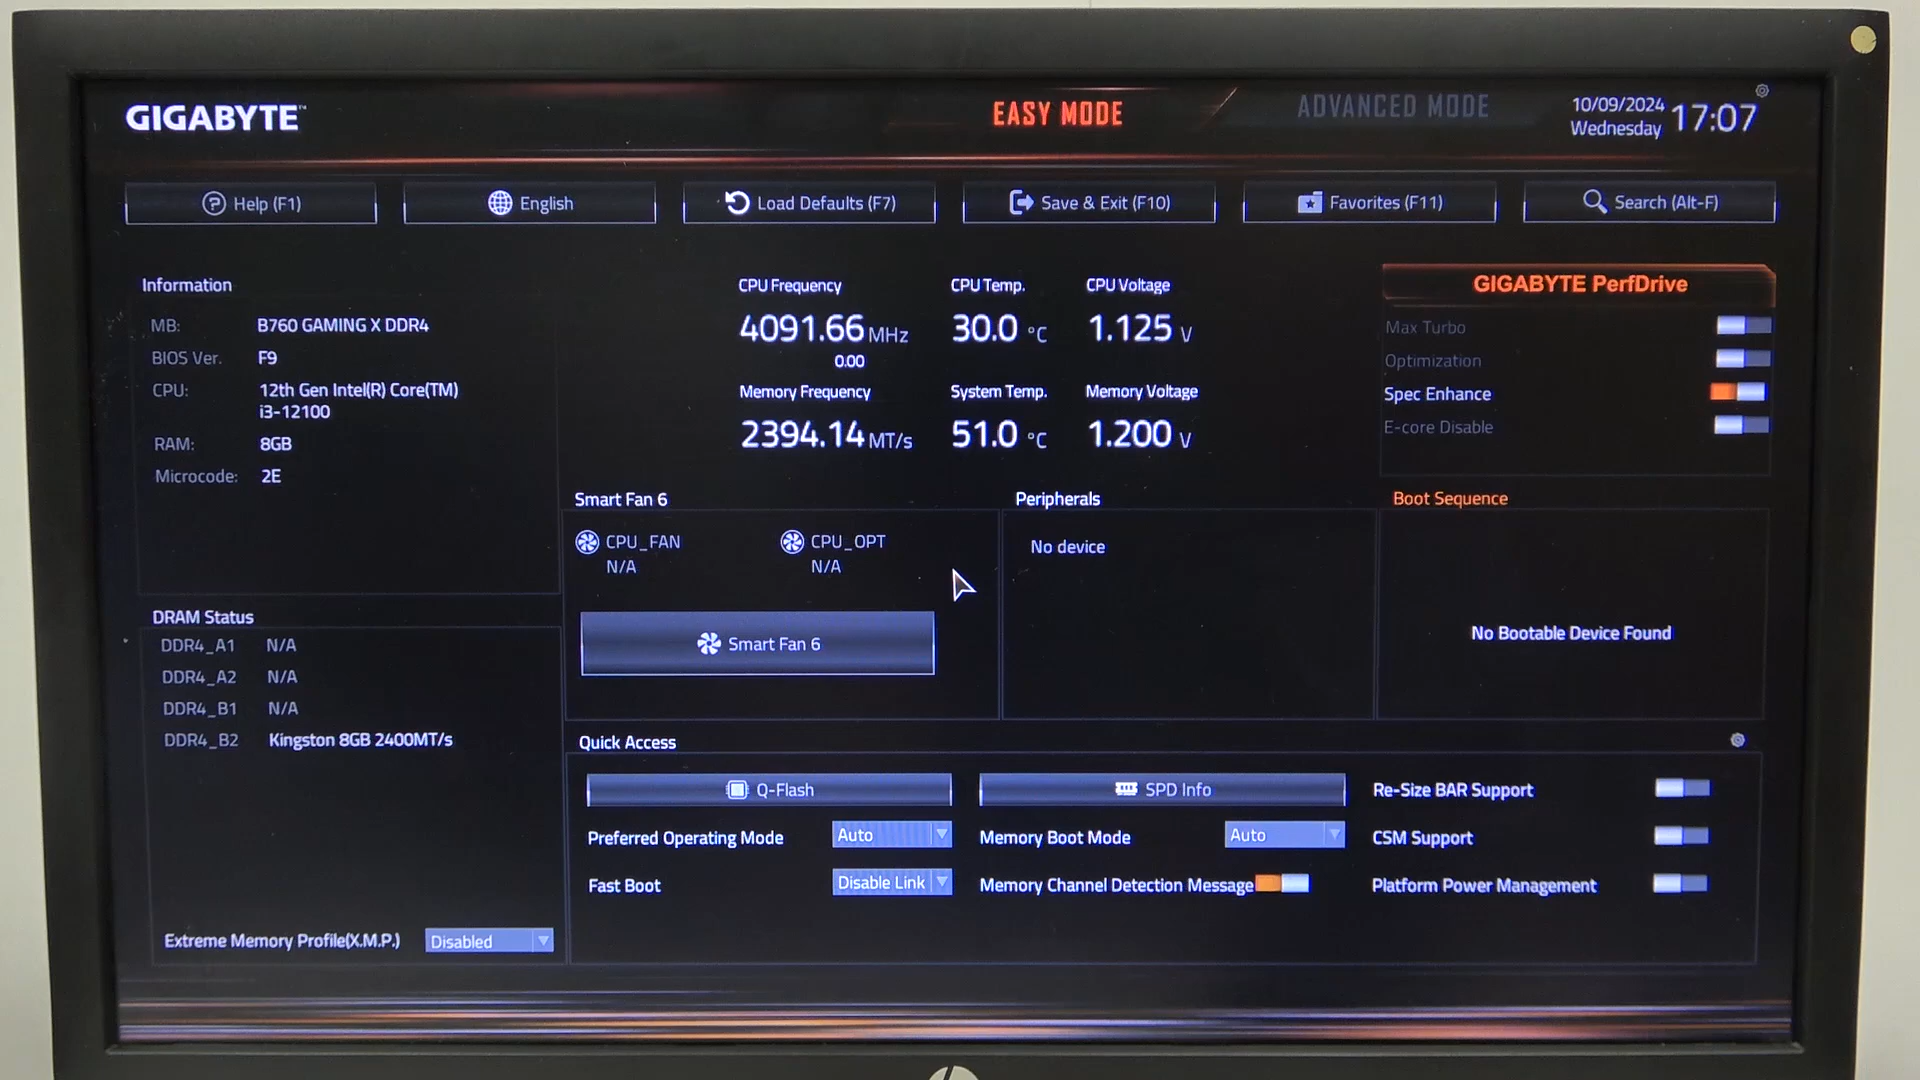 GIGABYTE™
EASY MODE
ADVANCED MODE
10/09/2024
Wednesday
17:07
Help (F1)
English
Load Defaults (F7)
Save & Exit (F10)
Favorites (F11)
Search (Alt-F)
Information
MB: B760 GAMING X DDR4
BIOS Ver. F9
CPU: 12th Gen Intel(R) Core(TM)
i3-12100
RAM: 8GB
Microcode: 2E
CPU Frequency
4091.66 MHz
0.00
CPU Temp.
30.0 °C
CPU Voltage
1.125 V
Memory Frequency
2394.14 MT/s
System Temp.
51.0 °C
Memory Voltage
1.200 V
GIGABYTE PerfDrive
Max Turbo
Optimization
Spec Enhance
E-core Disable
Smart Fan 6
CPU_FAN
N/A
CPU_OPT
N/A
Smart Fan 6
Peripherals
No device
Boot Sequence
No Bootable Device Found
DRAM Status
DDR4_A1 N/A
DDR4_A2 N/A
DDR4_B1 N/A
DDR4_B2 Kingston 8GB 2400MT/s
Extreme Memory Profile(X.M.P.) Disabled
Quick Access
Q-Flash
SPD Info
Re-Size BAR Support
Preferred Operating Mode Auto
Memory Boot Mode Auto
CSM Support
Fast Boot Disable Link
Memory Channel Detection Message
Platform Power Management
hp